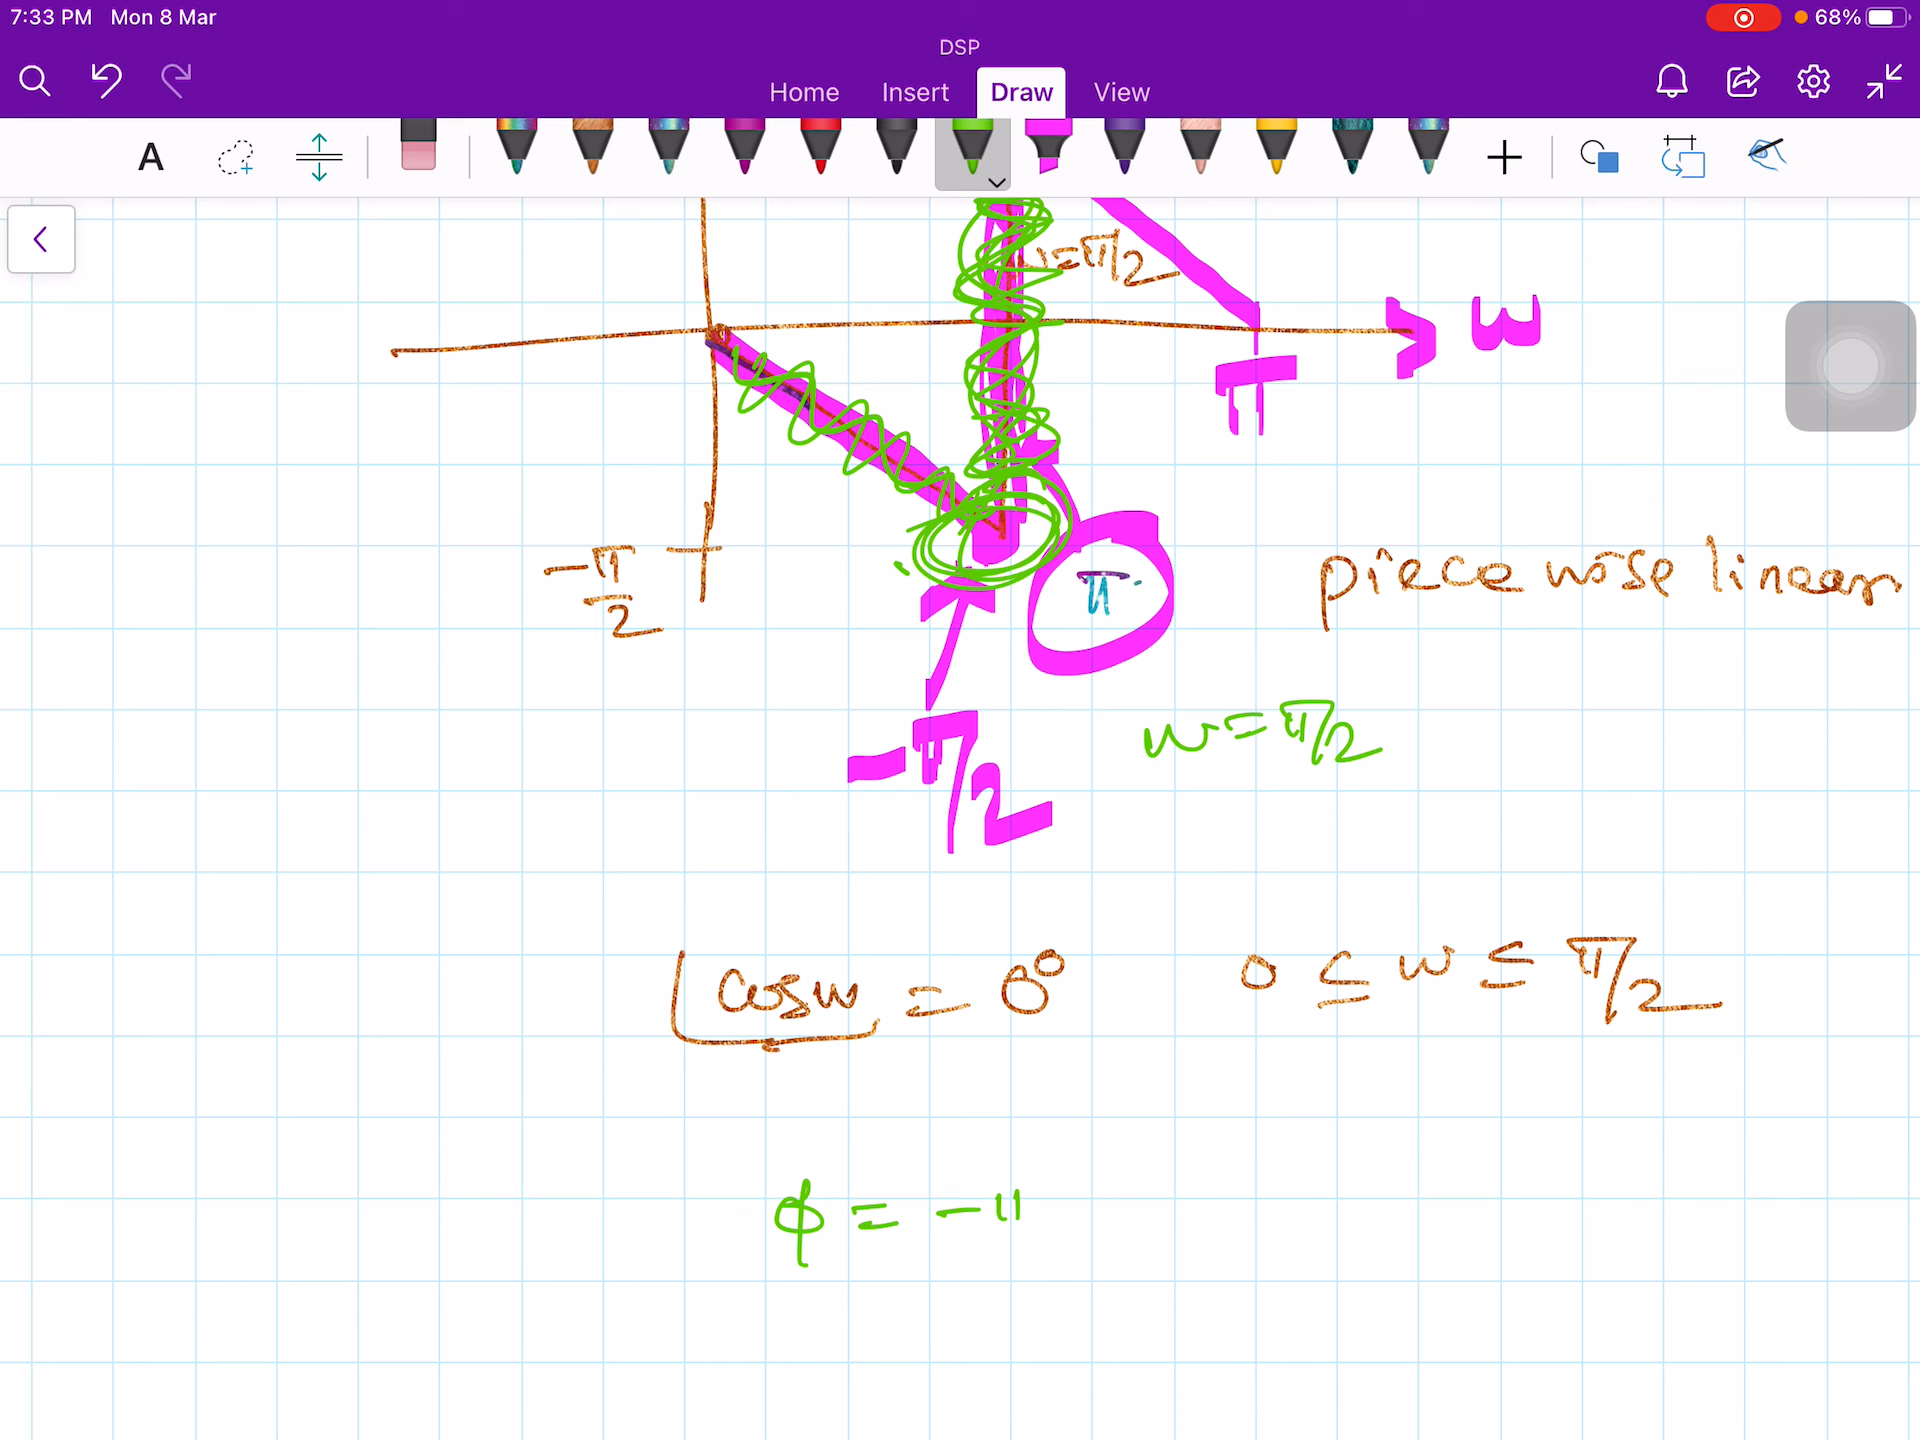 7:33 PM Mon 8 Mar
68%
DSP
Home Insert Draw View
A
=π/2
ω
π
-π/2
π
piece wise linear
w=π/2
-π/2
cosw = 0° 0 ≤ w ≤ π/2
ϕ = -